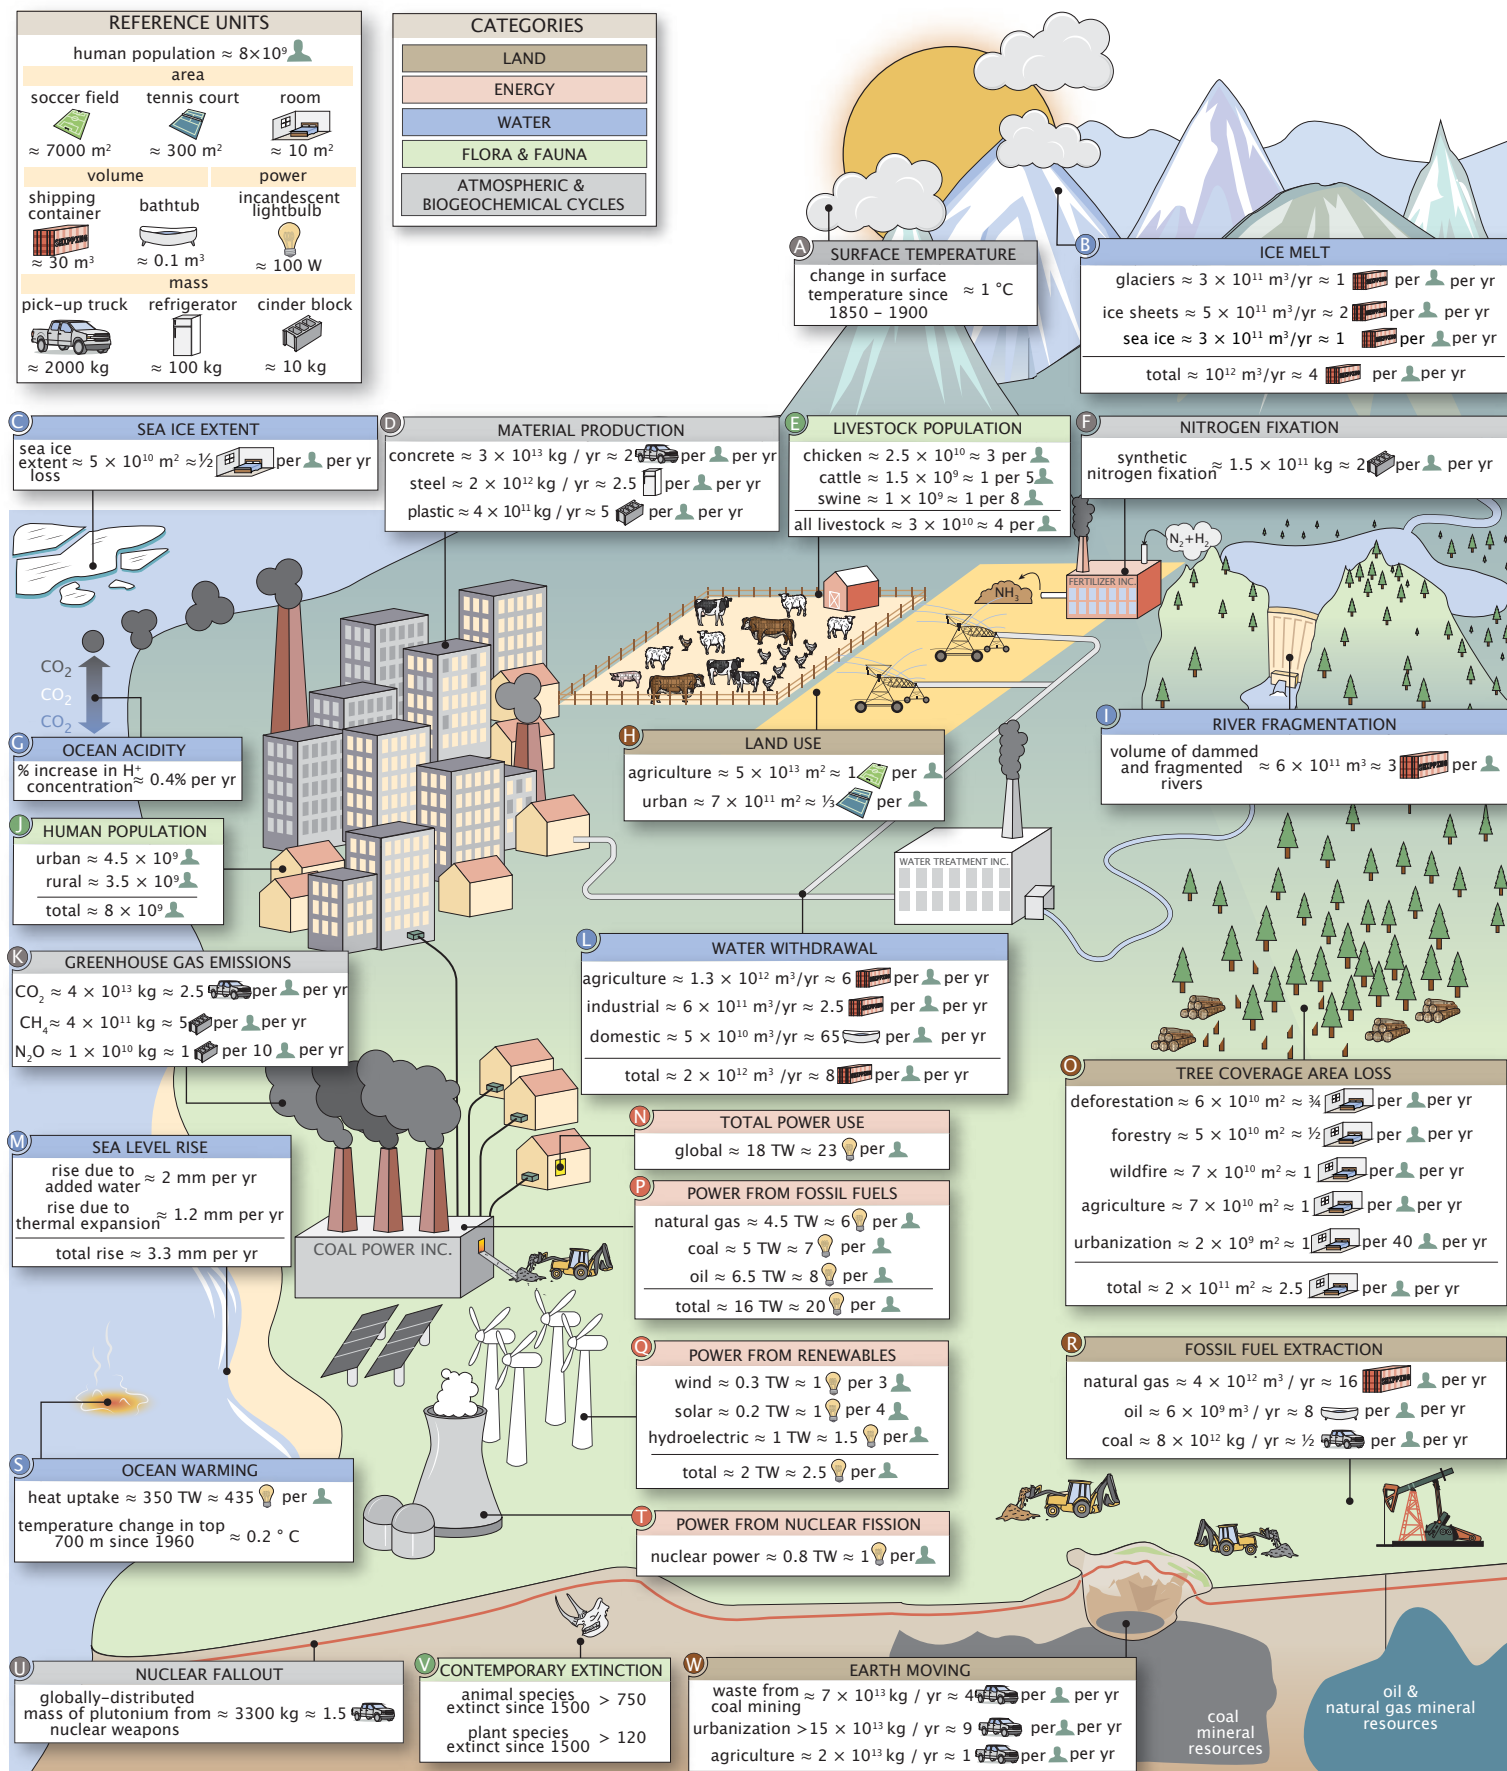 REFERENCE UNITS
human population ≈ 8×10⁹
area
soccer field tennis court room
≈ 7000 m² ≈ 300 m² ≈ 10 m²
volume power
shipping container bathtub incandescent lightbulb
SHIPPING
≈ 30 m³ ≈ 0.1 m³ ≈ 100 W
mass
pick-up truck refrigerator cinder block
≈ 2000 kg ≈ 100 kg ≈ 10 kg
CATEGORIES
LAND
ENERGY
WATER
FLORA & FAUNA
ATMOSPHERIC &
BIOGEOCHEMICAL CYCLES
A SURFACE TEMPERATURE
change in surface
temperature since ≈ 1 °C
1850 – 1900
B ICE MELT
glaciers ≈ 3 × 10¹¹ m³/yr ≈ 1 per per yr
ice sheets ≈ 5 × 10¹¹ m³/yr ≈ 2 per per yr
sea ice ≈ 3 × 10¹¹ m³/yr ≈ 1 per per yr
total ≈ 10¹² m³/yr ≈ 4 per per yr
C SEA ICE EXTENT
sea ice
extent ≈ 5 × 10¹⁰ m² ≈½ per per yr
loss
D MATERIAL PRODUCTION
concrete ≈ 3 × 10¹³ kg / yr ≈ 2 per per yr
steel ≈ 2 × 10¹² kg / yr ≈ 2.5 per per yr
plastic ≈ 4 × 10¹¹ kg / yr ≈ 5 per per yr
E LIVESTOCK POPULATION
chicken ≈ 2.5 × 10¹⁰ ≈ 3 per
cattle ≈ 1.5 × 10⁹ ≈ 1 per 5
swine ≈ 1 × 10⁹ ≈ 1 per 8
all livestock ≈ 3 × 10¹⁰ ≈ 4 per
F NITROGEN FIXATION
synthetic
nitrogen fixation ≈ 1.5 × 10¹¹ kg ≈ 2 per per yr
N₂+H₂
FERTILIZER INC.
NH₃
CO₂
CO₂
CO₂
G OCEAN ACIDITY
% increase in H⁺
concentration ≈ 0.4% per yr
H LAND USE
agriculture ≈ 5 × 10¹³ m² ≈ 1 per
urban ≈ 7 × 10¹¹ m² ≈ ⅓ per
I RIVER FRAGMENTATION
volume of dammed
and fragmented ≈ 6 × 10¹¹ m³ ≈ 3 per
rivers
J HUMAN POPULATION
urban ≈ 4.5 × 10⁹
rural ≈ 3.5 × 10⁹
total ≈ 8 × 10⁹
WATER TREATMENT INC.
K GREENHOUSE GAS EMISSIONS
CO₂ ≈ 4 × 10¹³ kg ≈ 2.5 per per yr
CH₄ ≈ 4 × 10¹¹ kg ≈ 5 per per yr
N₂O ≈ 1 × 10¹⁰ kg ≈ 1 per 10 per yr
L WATER WITHDRAWAL
agriculture ≈ 1.3 × 10¹² m³/yr ≈ 6 per per yr
industrial ≈ 6 × 10¹¹ m³/yr ≈ 2.5 per per yr
domestic ≈ 5 × 10¹⁰ m³/yr ≈ 65 per per yr
total ≈ 2 × 10¹² m³ /yr ≈ 8 per per yr
M SEA LEVEL RISE
rise due to
added water ≈ 2 mm per yr
rise due to
thermal expansion ≈ 1.2 mm per yr
total rise ≈ 3.3 mm per yr
COAL POWER INC.
N TOTAL POWER USE
global ≈ 18 TW ≈ 23 per
O TREE COVERAGE AREA LOSS
deforestation ≈ 6 × 10¹⁰ m² ≈ ¾ per per yr
forestry ≈ 5 × 10¹⁰ m² ≈ ½ per per yr
wildfire ≈ 7 × 10¹⁰ m² ≈ 1 per per yr
agriculture ≈ 7 × 10¹⁰ m² ≈ 1 per per yr
urbanization ≈ 2 × 10⁹ m² ≈ 1 per 40 per yr
total ≈ 2 × 10¹¹ m² ≈ 2.5 per per yr
P POWER FROM FOSSIL FUELS
natural gas ≈ 4.5 TW ≈ 6 per
coal ≈ 5 TW ≈ 7 per
oil ≈ 6.5 TW ≈ 8 per
total ≈ 16 TW ≈ 20 per
Q POWER FROM RENEWABLES
wind ≈ 0.3 TW ≈ 1 per 3
solar ≈ 0.2 TW ≈ 1 per 4
hydroelectric ≈ 1 TW ≈ 1.5 per
total ≈ 2 TW ≈ 2.5 per
R FOSSIL FUEL EXTRACTION
natural gas ≈ 4 × 10¹² m³ / yr ≈ 16 per yr
oil ≈ 6 × 10⁹ m³ / yr ≈ 8 per per yr
coal ≈ 8 × 10¹² kg / yr ≈ ½ per per yr
S OCEAN WARMING
heat uptake ≈ 350 TW ≈ 435 per
temperature change in top
700 m since 1960 ≈ 0.2 ° C
T POWER FROM NUCLEAR FISSION
nuclear power ≈ 0.8 TW ≈ 1 per
U NUCLEAR FALLOUT
globally-distributed
mass of plutonium from ≈ 3300 kg ≈ 1.5
nuclear weapons
V CONTEMPORARY EXTINCTION
animal species
extinct since 1500 > 750
plant species
extinct since 1500 > 120
W EARTH MOVING
waste from
coal mining ≈ 7 × 10¹³ kg / yr ≈ 4 per per yr
urbanization >15 × 10¹³ kg / yr ≈ 9 per per yr
agriculture ≈ 2 × 10¹³ kg / yr ≈ 1 per per yr
coal
mineral
resources
oil &
natural gas mineral
resources